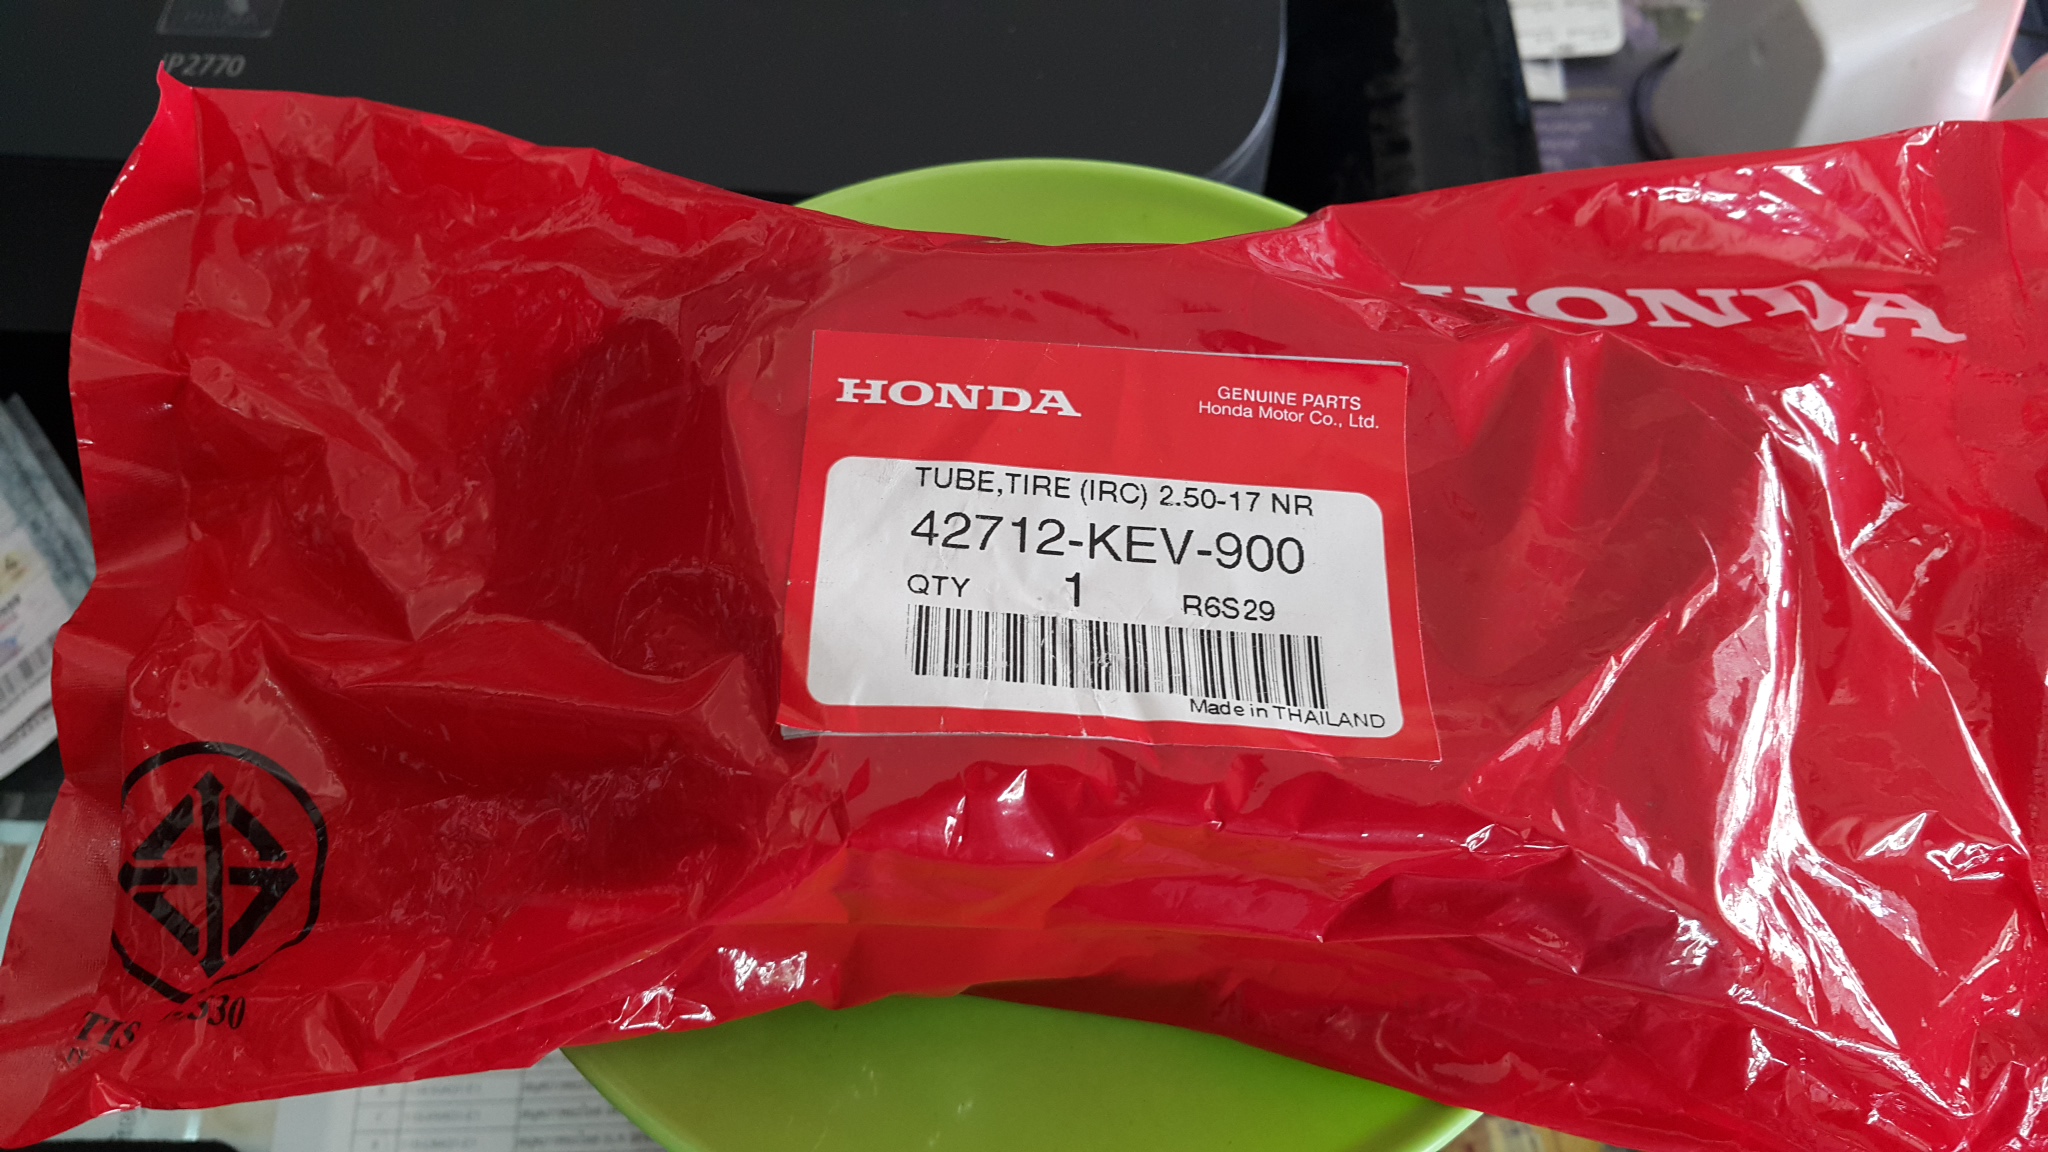 iP2770
HONDA
HONDA
GENUINE PARTS
Honda Motor Co., Ltd.
TUBE,TIRE (IRC) 2.50-17 NR
42712-KEV-900
QTY 1 R6S29
Made in THAILAND
TIS